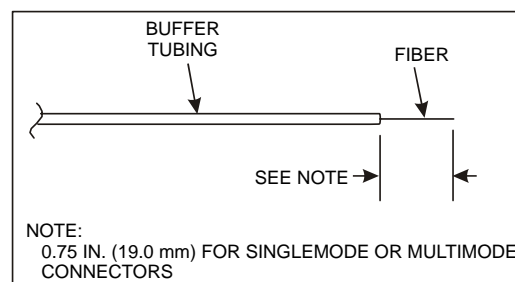 BUFFER
TUBING
FIBER
SEE NOTE
NOTE:
0.75 IN. (19.0 mm) FOR SINGLEMODE OR MULTIMODE
CONNECTORS